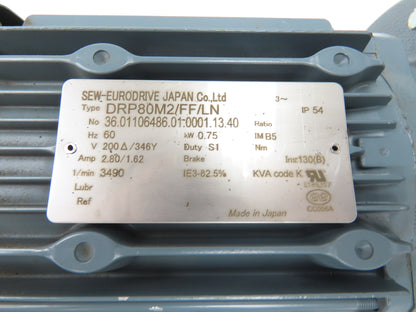 SEW-EURODRIVE JAPAN Co.,Ltd 3~
Type DRP80M2/FF/LN IP 54
No 36.01106486.01-0001.13.40 Ratio
Hz 60 kW 0.75 IM B5
V 200△/346Y Duty S1 Nm
Amp 2.80/1.62 Brake Ins130(B)
1/min 3490 IE3-82.5% KVA code K
Lubr
Ref
Made in Japan